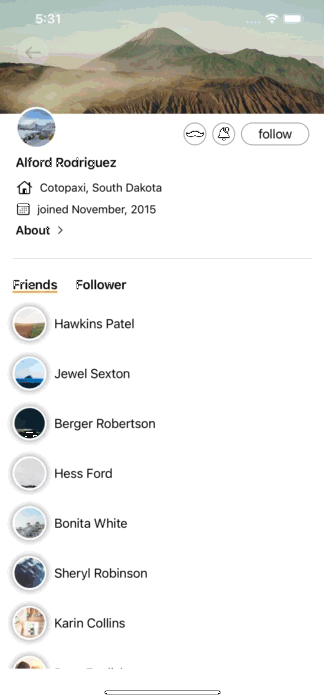 5:31
Alford Rodriguez
follow
Cotopaxi, South Dakota
joined November, 2015
About
Friends Follower
Hawkins Patel
Jewel Sexton
Berger Robertson
Hess Ford
Bonita White
Sheryl Robinson
Karin Collins